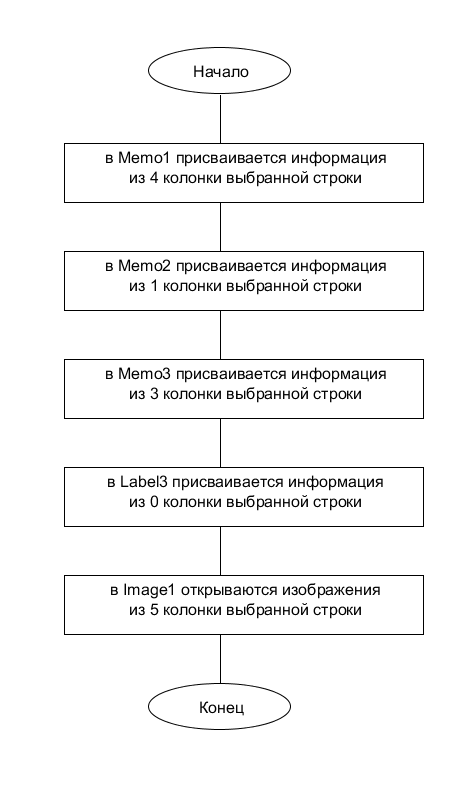 Начало
в Memo1 присваивается информация
из 4 колонки выбранной строки
в Memo2 присваивается информация
из 1 колонки выбранной строки
в Memo3 присваивается информация
из 3 колонки выбранной строки
в Label3 присваивается информация
из 0 колонки выбранной строки
в Image1 открываются изображения
из 5 колонки выбранной строки
Конец